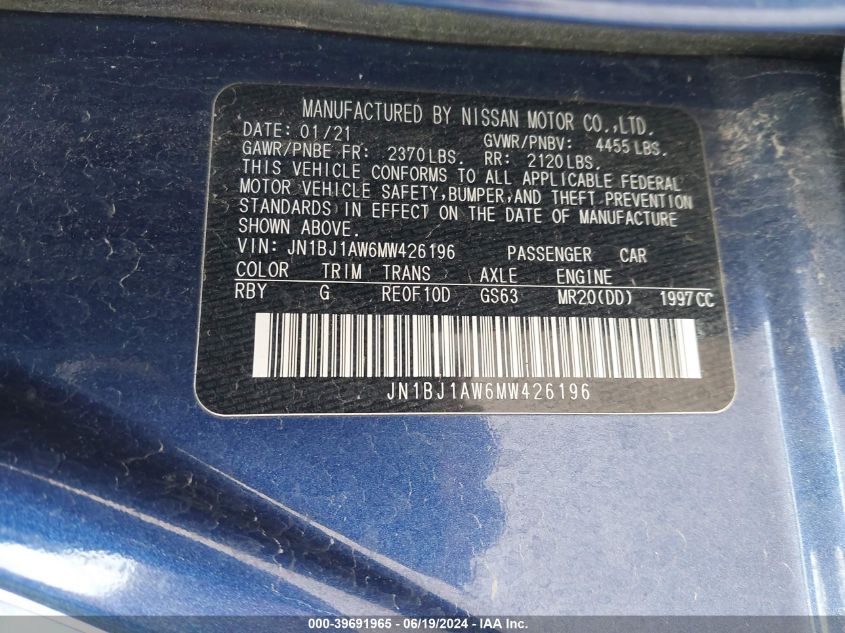 MANUFACTURED BY NISSAN MOTOR CO.,LTD.
DATE: 01/21 GVWR/PNBV: 4455 LBS.
GAWR/PNBE FR: 2370 LBS. RR: 2120 LBS.
THIS VEHICLE CONFORMS TO ALL APPLICABLE FEDERAL
MOTOR VEHICLE SAFETY,BUMPER,AND THEFT PREVENTION
STANDARDS IN EFFECT ON THE DATE OF MANUFACTURE
SHOWN ABOVE.
VIN: JN1BJ1AW6MW426196 PASSENGER CAR
COLOR TRIM TRANS AXLE ENGINE
RBY G RE0F10D GS63 MR20(DD) 1997CC
JN1BJ1AW6MW426196
000-39691965 - 06/19/2024 - IAA Inc.